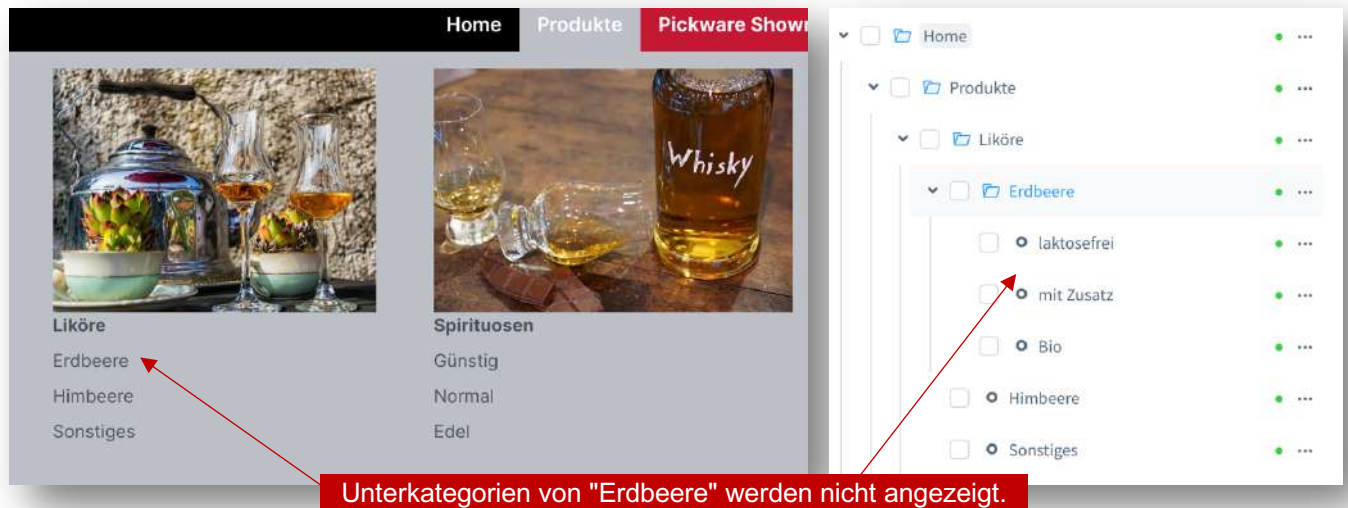 Home Produkte Pickware Showr
Whisky
Liköre
Erdbeere
Himbeere
Sonstiges
Spirituosen
Günstig
Normal
Edel
Home
Produkte
Liköre
Erdbeere
laktosefrei
mit Zusatz
Bio
Himbeere
Sonstiges
Unterkategorien von "Erdbeere" werden nicht angezeigt.